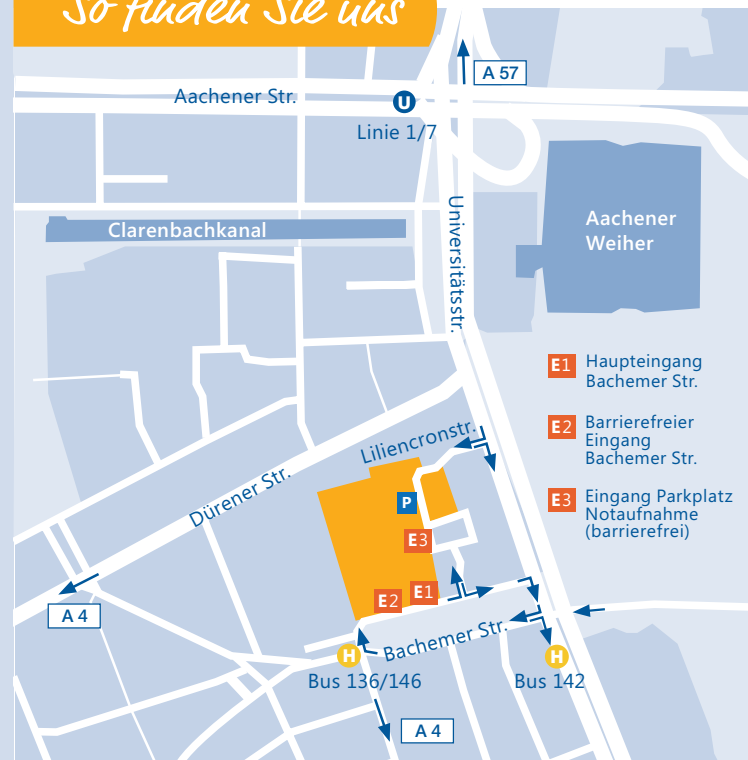 So finden Sie uns
A 57
Aachener Str.
U
Linie 1/7
Universitätsstr.
Aachener
Weiher
Clarenbachkanal
E1 Haupteingang
Bachemer Str.
E2 Barrierefreier
Eingang
Bachemer Str.
E3 Eingang Parkplatz
Notaufnahme
(barrierefrei)
Liliencronstr.
Dürener Str.
P
E3
E2
E1
A 4
Bachemer Str.
H
Bus 136/146
H
Bus 142
A 4